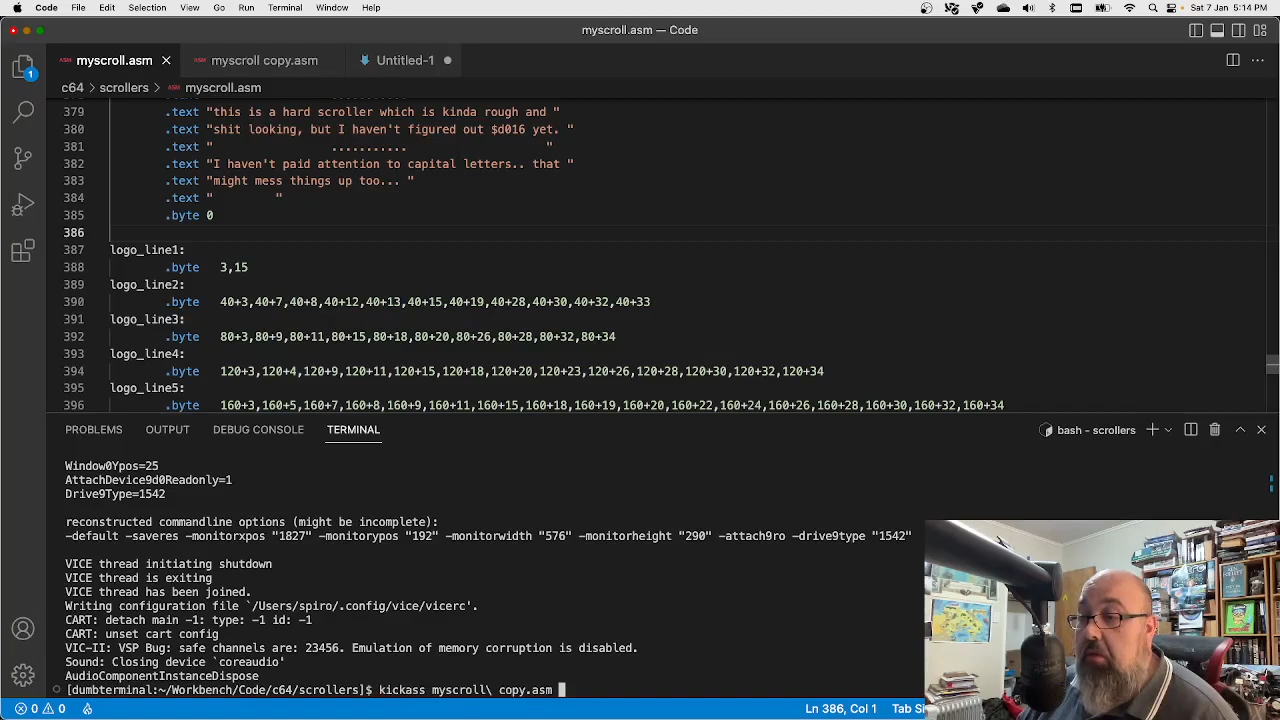 Code File Edit Selection View Go Run Terminal Window Help Sat 7 Jan 5:14 PM
myscroll.asm — Code
ASM myscroll.asm ASM myscroll copy.asm Untitled-1
1
c64 > scrollers > ASM myscroll.asm
379 .text "this is a hard scroller which is kinda rough and "
380 .text "shit looking, but I haven't figured out $d016 yet. "
381 .text " ........... "
382 .text "I haven't paid attention to capital letters.. that "
383 .text "might mess things up too... "
384 .text " "
385 .byte 0
386
387 logo_line1:
388 .byte 3,15
389 logo_line2:
390 .byte 40+3,40+7,40+8,40+12,40+13,40+15,40+19,40+28,40+30,40+32,40+33
391 logo_line3:
392 .byte 80+3,80+9,80+11,80+15,80+18,80+20,80+26,80+28,80+32,80+34
393 logo_line4:
394 .byte 120+3,120+4,120+9,120+11,120+15,120+18,120+20,120+23,120+26,120+28,120+30,120+32,120+34
395 logo_line5:
396 .byte 160+3,160+5,160+7,160+8,160+9,160+11,160+15,160+18,160+19,160+20,160+22,160+24,160+26,160+28,160+30,160+32,160+34
PROBLEMS OUTPUT DEBUG CONSOLE TERMINAL bash - scrollers
Window0Ypos=25
AttachDevice9d0Readonly=1
Drive9Type=1542
reconstructed commandline options (might be incomplete):
-default -saveres -monitorxpos "1827" -monitorypos "192" -monitorwidth "576" -monitorheight "290" -attach9ro -drive9type "1542"
VICE thread initiating shutdown
VICE thread is exiting
VICE thread has been joined.
Writing configuration file `/Users/spiro/.config/vice/vicerc'.
CART: detach main -1: type: -1 id: -1
CART: unset cart config
VIC-II: VSP Bug: safe channels are: 23456. Emulation of memory corruption is disabled.
Sound: Closing device `coreaudio'
AudioComponentInstanceDispose
[dumbterminal:~/Workbench/Code/c64/scrollers]$ kickass myscroll\ copy.asm
0 0 Ln 386, Col 1 Tab Si